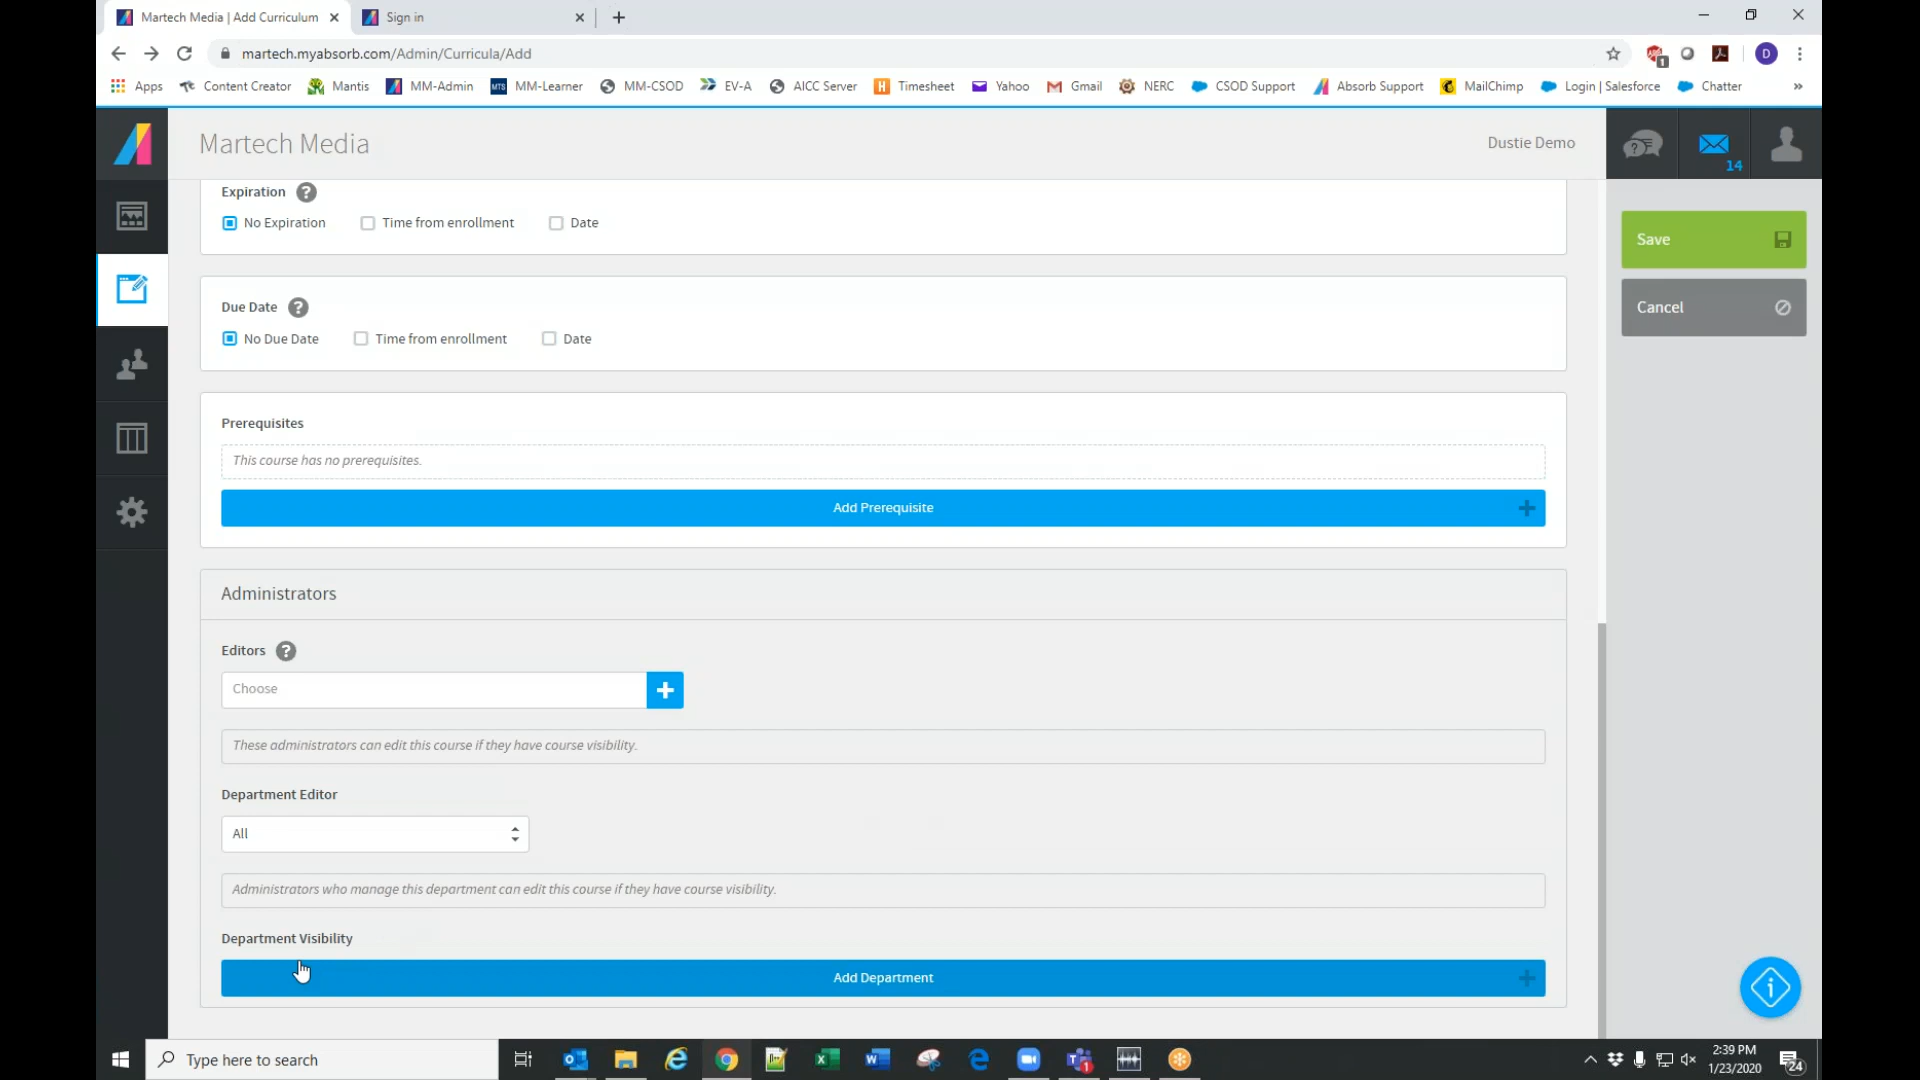 Martech Media | Add Curriculum
Sign in
martech.myabsorb.com/Admin/Curricula/Add
1
D
Apps Content Creator Mantis MM-Admin MTS MM-Learner MM-CSOD EV-A AICC Server H Timesheet Yahoo Gmail NERC CSOD Support Absorb Support MailChimp Login | Salesforce Chatter »
Martech Media
Dustie Demo
14
Expiration ?
No Expiration Time from enrollment Date
Save
Cancel
Due Date ?
No Due Date Time from enrollment Date
Prerequisites
This course has no prerequisites.
Add Prerequisite
Administrators
Editors ?
Choose
These administrators can edit this course if they have course visibility.
Department Editor
All
Administrators who manage this department can edit this course if they have course visibility.
Department Visibility
Add Department
Type here to search
1
2:39 PM
1/23/2020
24